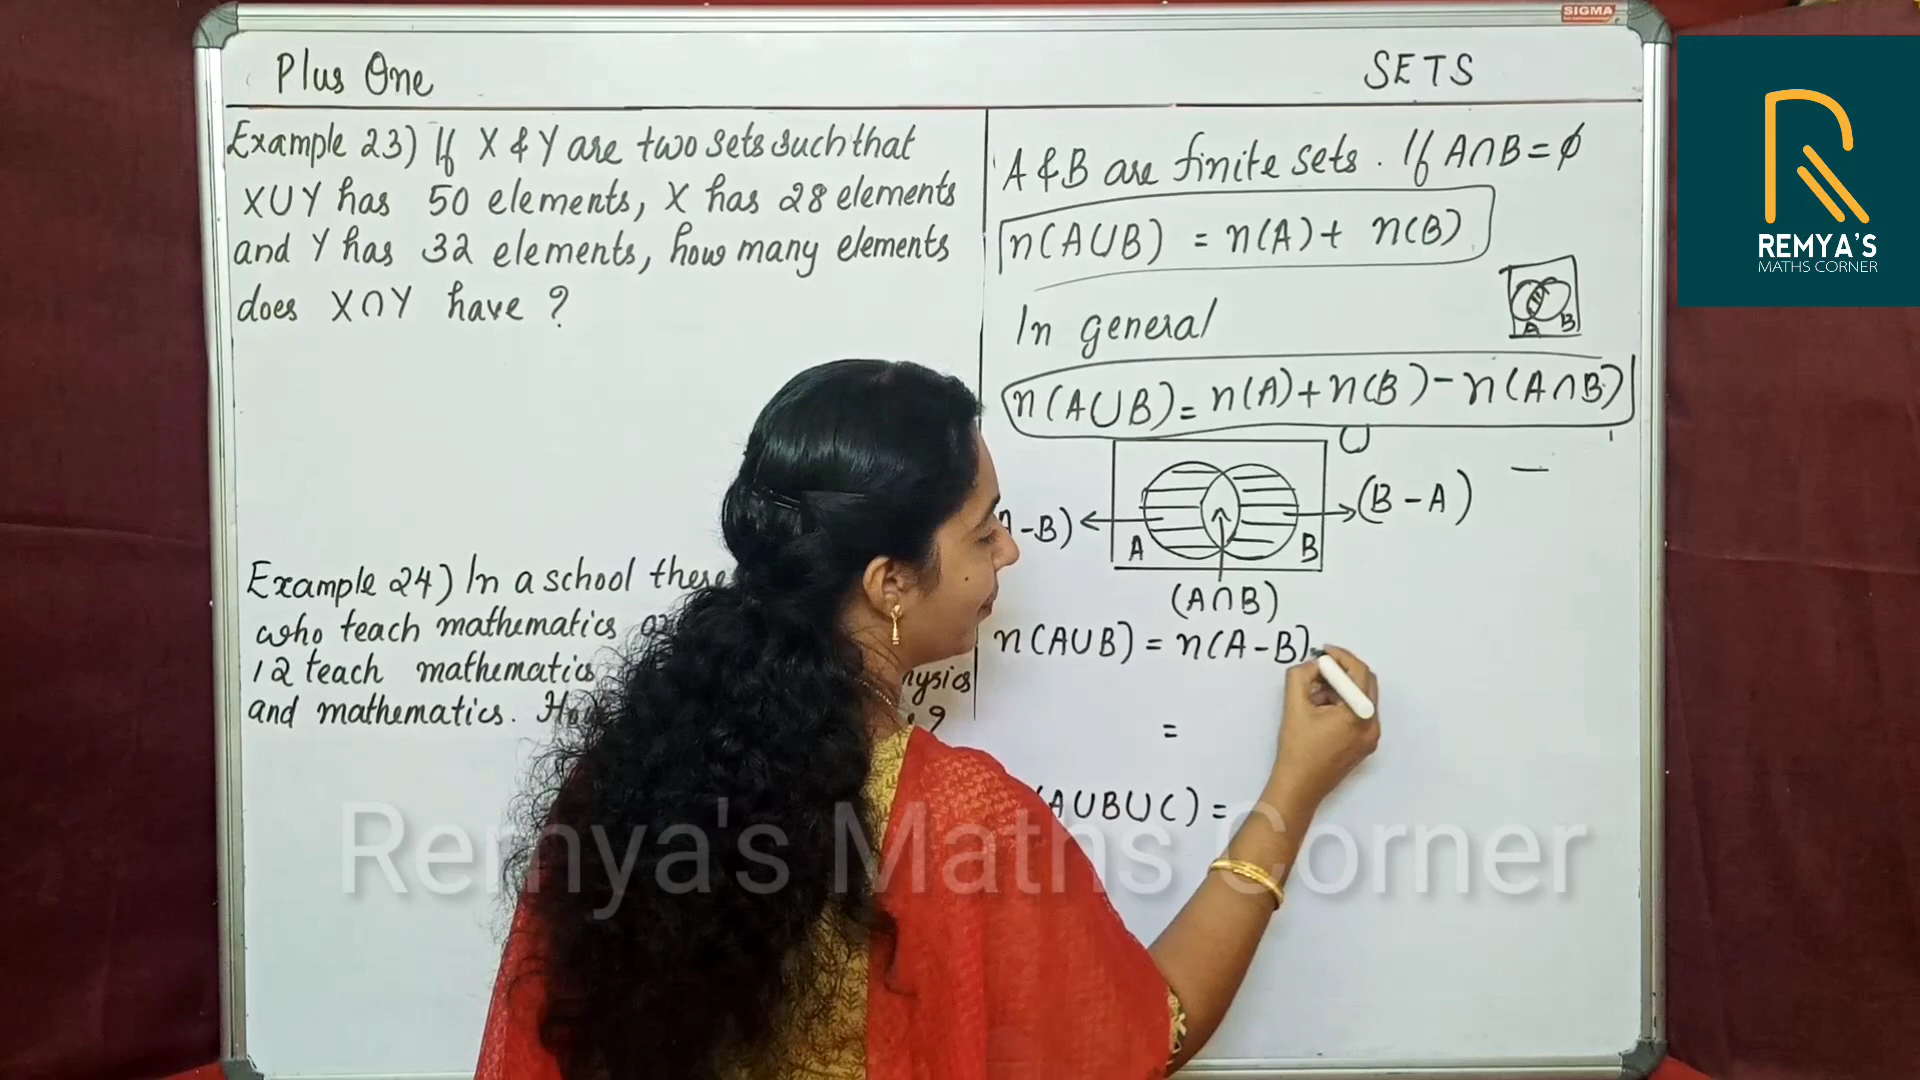 SIGMA
Plus One
SETS
Example 23) If X & Y are two sets such that
X∪Y has 50 elements, X has 28 elements
and Y has 32 elements, how many elements
does X∩Y have ?
Example 24) In a school there
who teach mathematics
12 teach mathematics
and mathematics.
A & B are finite sets. If A∩B = ϕ
n(A∪B) = n(A) + n(B)
A B
In general
n(A∪B) = n(A) + n(B) – n(A∩B)
U
-B)
A B
(B – A)
(A∩B)
n(A∪B) = n(A – B)
=
A∪B∪C) =
REMYA'S
MATHS CORNER
Remya's Maths Corner